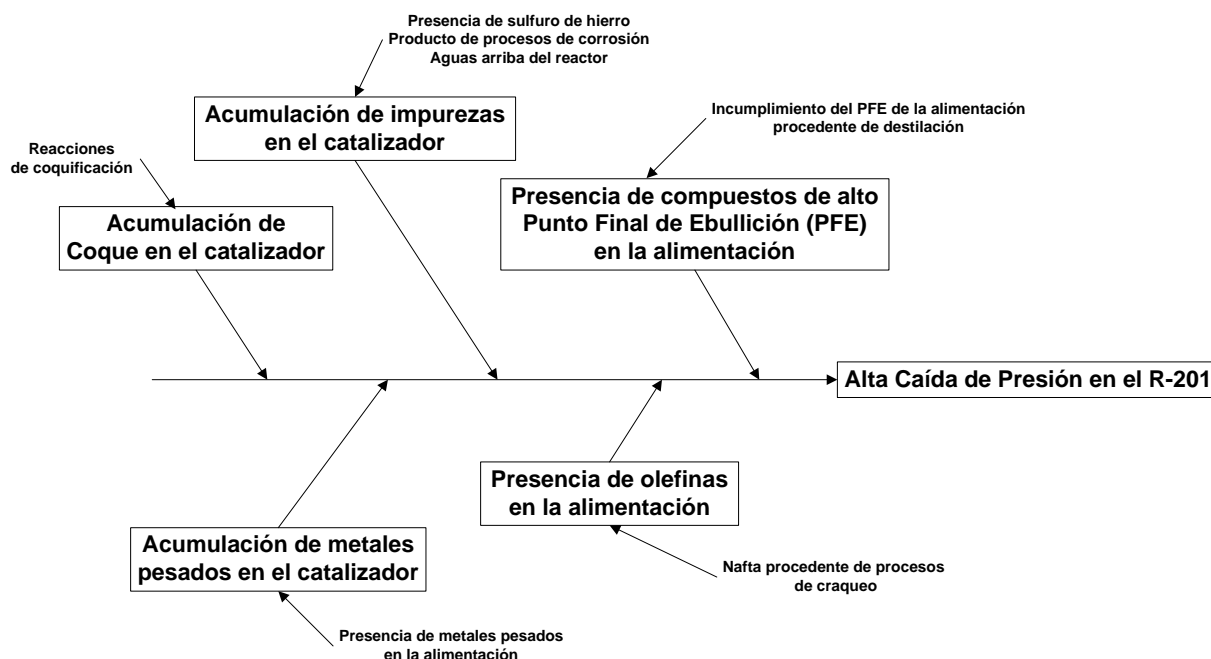 Presencia de sulfuro de hierro
Producto de procesos de corrosión
Aguas arriba del reactor
Acumulación de impurezas
en el catalizador
Incumplimiento del PFE de la alimentación
procedente de destilación
Reacciones
de coquificación
Presencia de compuestos de alto
Punto Final de Ebullición (PFE)
en la alimentación
Acumulación de
Coque en el catalizador
Alta Caída de Presión en el R-201
Presencia de olefinas
en la alimentación
Acumulación de metales
pesados en el catalizador
Nafta procedente de procesos
de craqueo
Presencia de metales pesados
en la alimentación